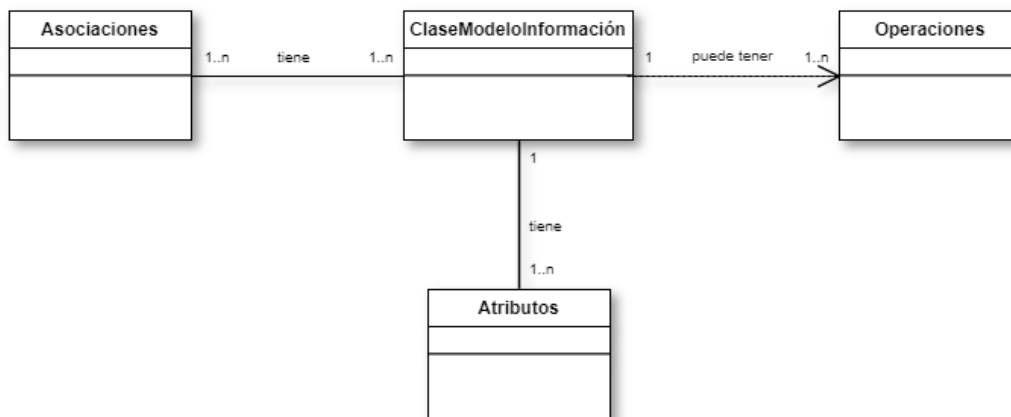 Asociaciones
ClaseModeloInformación
Operaciones
1..n tiene 1..n
1 puede tener 1..n
1
tiene
1..n
Atributos